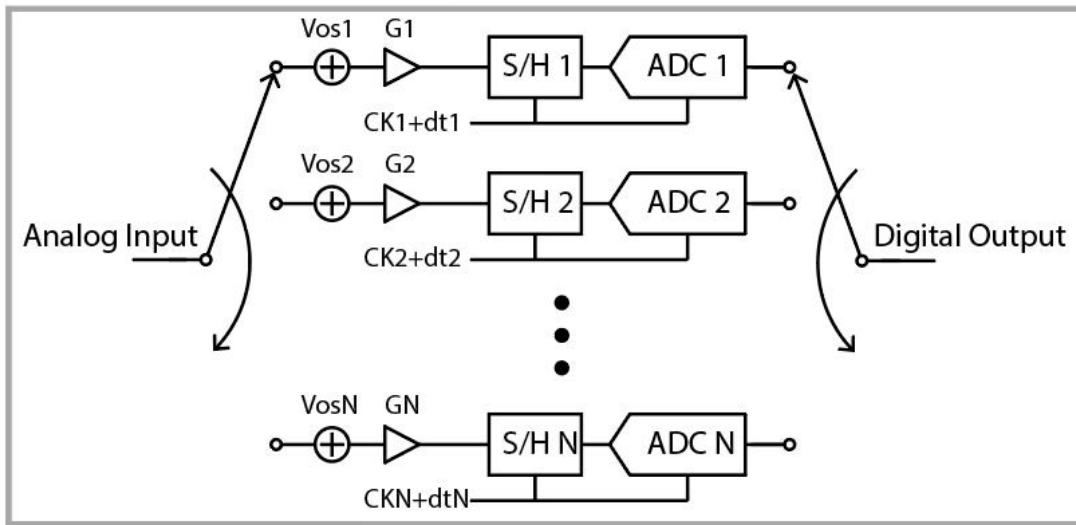 Vos1 G1
S/H 1 ADC 1
CK1+dt1
Vos2 G2
S/H 2 ADC 2
Analog Input Digital Output
CK2+dt2
VosN GN
S/H N ADC N
CKN+dtN